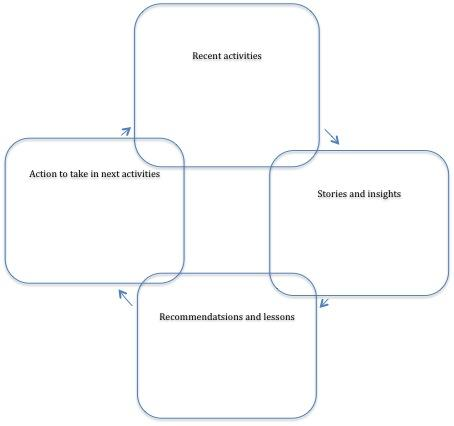 Recent activities
Action to take in next activities
Stories and insights
Recommendatsions and lessons